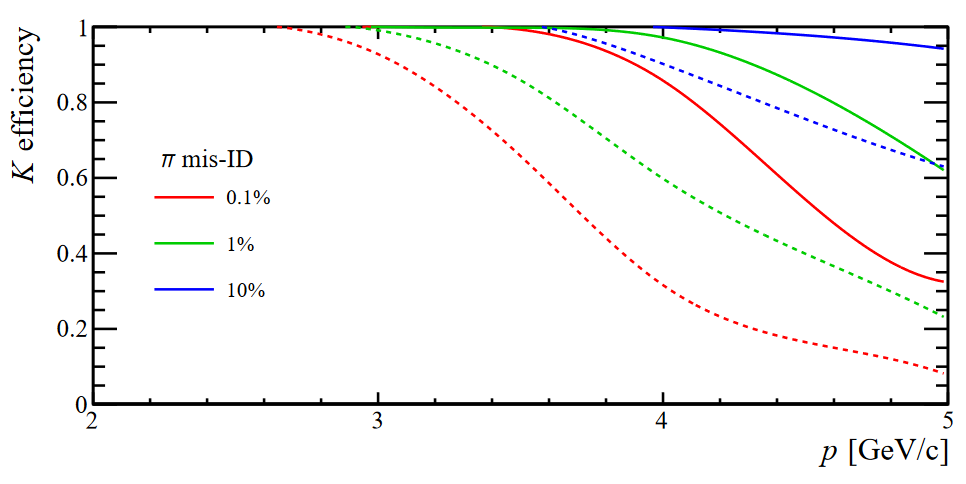 K efficiency
1
0.8
0.6
0.4
0.2
0
π mis-ID
0.1%
1%
10%
2 3 4 5
p [GeV/c]